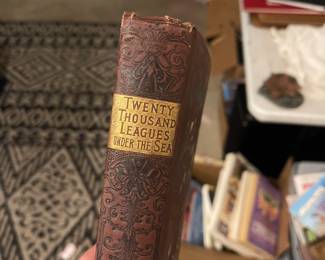 TWENTY
THOUSAND
LEAGUES
UNDER THE SEA